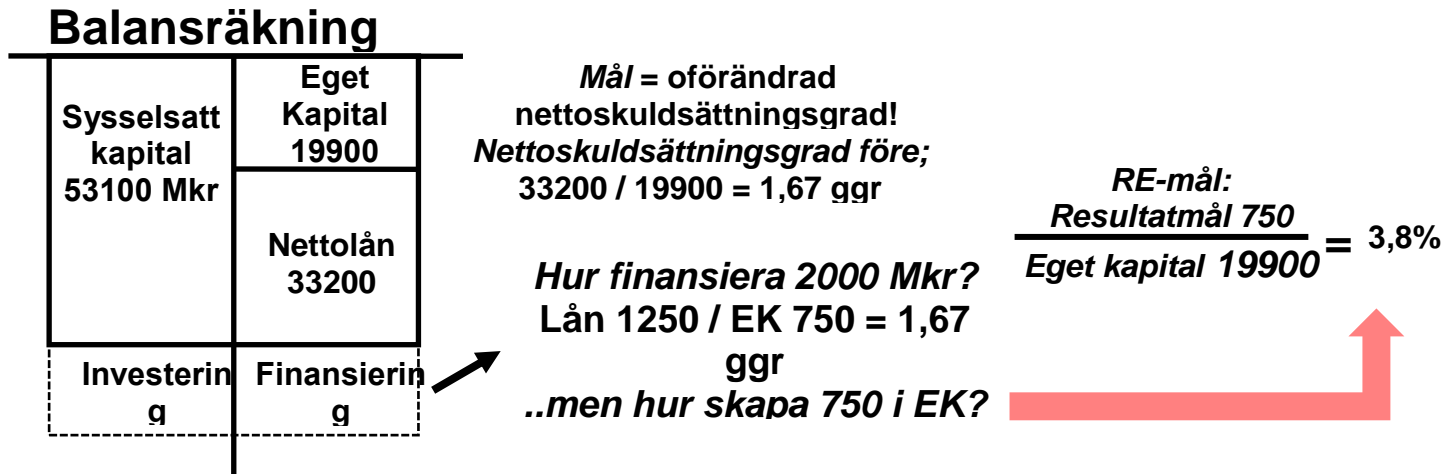 Balansräkning
Sysselsatt
kapital
53100 Mkr
Eget
Kapital
19900
Nettolån
33200
Investerin
g
Finansierin
g
Mål = oförändrad
nettoskuldsättningsgrad!
Nettoskuldsättningsgrad före;
33200 / 19900 = 1,67 ggr
Hur finansiera 2000 Mkr?
Lån 1250 / EK 750 = 1,67
ggr
..men hur skapa 750 i EK?
RE-mål:
Resultatmål 750
Eget kapital 19900
= 3,8%